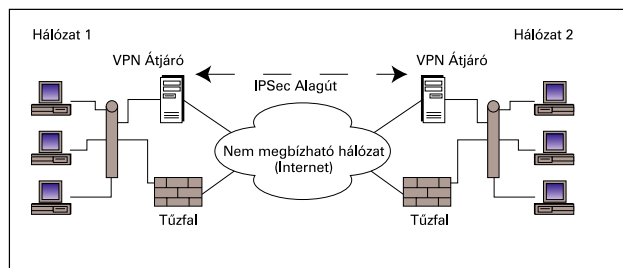 Hálózat 1
Hálózat 2
VPN Átjáró
VPN Átjáró
IPSec Alagút
Nem megbízható hálózat
(Internet)
Tűzfal
Tűzfal